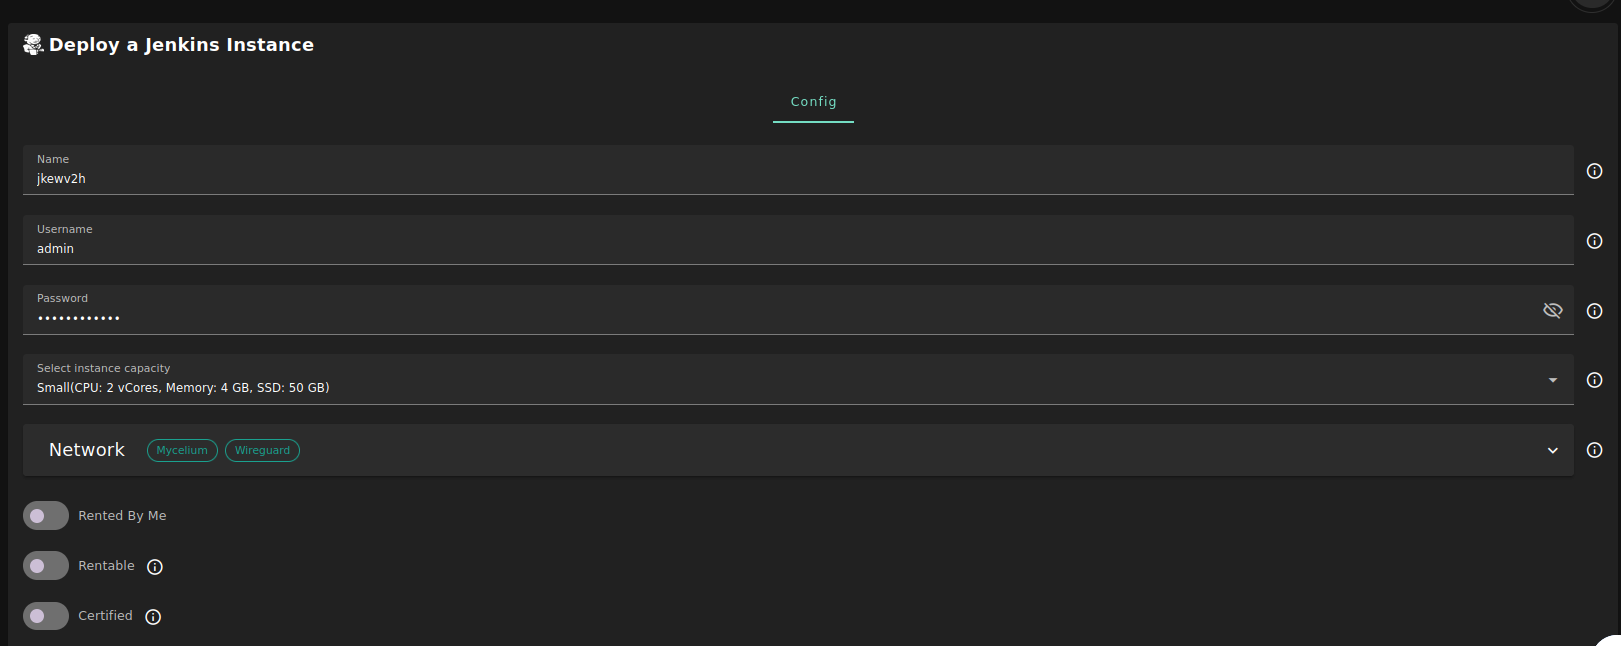 Deploy a Jenkins Instance
Config
Name
jkewv2h
Username
admin
Password
••••••••••••
Select instance capacity
Small(CPU: 2 vCores, Memory: 4 GB, SSD: 50 GB)
Network Mycelium Wireguard
Rented By Me
Rentable
Certified